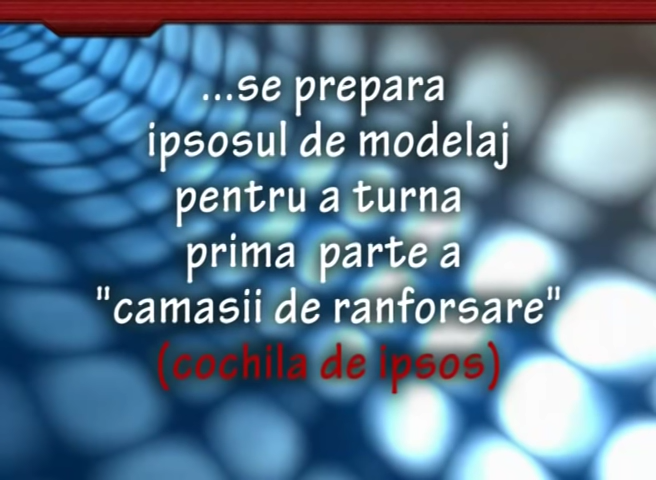 ...se prepara
ipsosul de modelaj
pentru a turna
prima parte a
"camasii de ranforsare"
(cochila de ipsos)